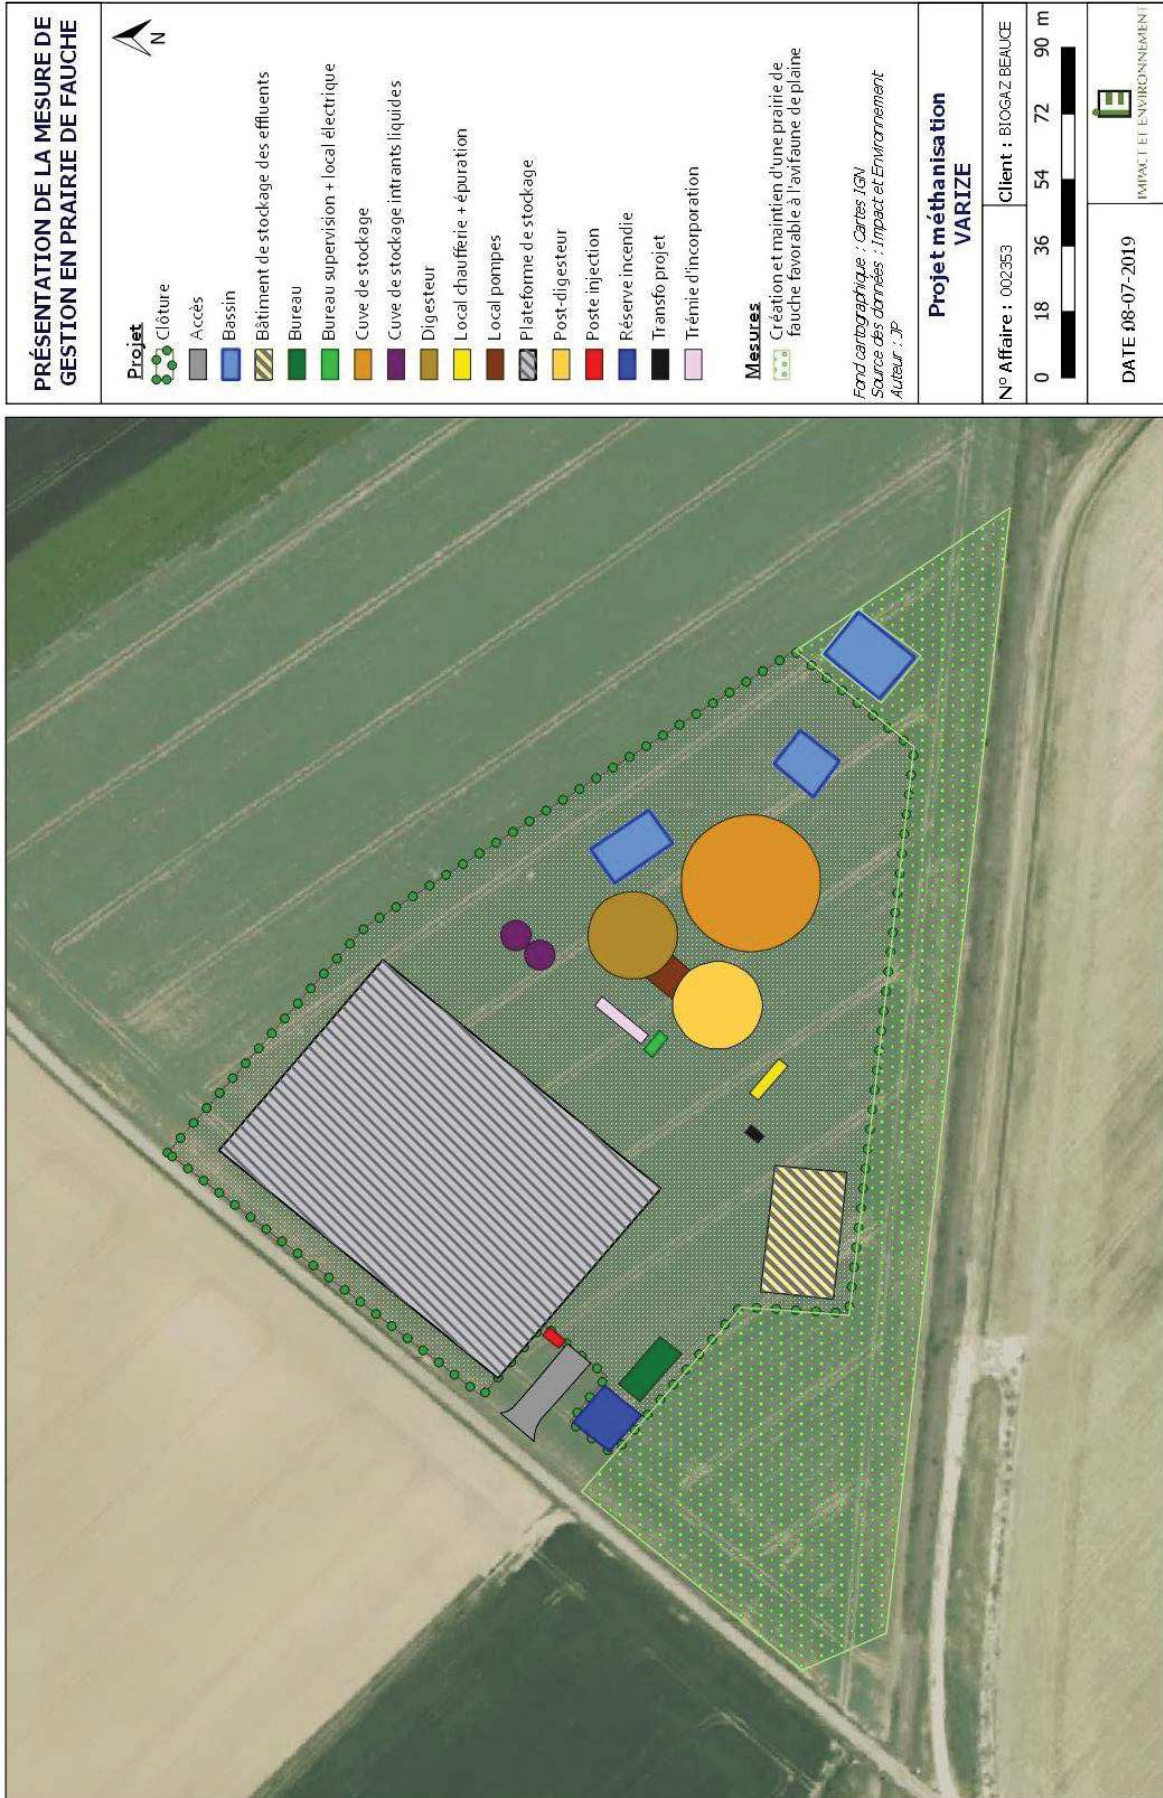 PRÉSENTATION DE LA MESURE DE
GESTION EN PRAIRIE DE FAUCHE
N
Projet
Clôture
Accès
Bassin
Bâtiment de stockage des effluents
Bureau
Bureau supervision + local électrique
Cuve de stockage
Cuve de stockage intrants liquides
Digesteur
Local chaufferie + épuration
Local pompes
Plateforme de stockage
Post-digesteur
Poste injection
Réserve incendie
Transfo projet
Trémie d'incorporation
Mesures
Création et maintien d'une prairie de
fauche favorable à l'avifaune de plaine
Fond cartographique : Cartes IGN
Source des données : Impact et Environnement
Auteur : JP
Projet méthanisation
VARIZE
N° Affaire : 002353
Client : BIOGAZ BEAUCE
0 18 36 54 72 90 m
DATE :08-07-2019
IE
IMPACT ET ENVIRONNEMENT